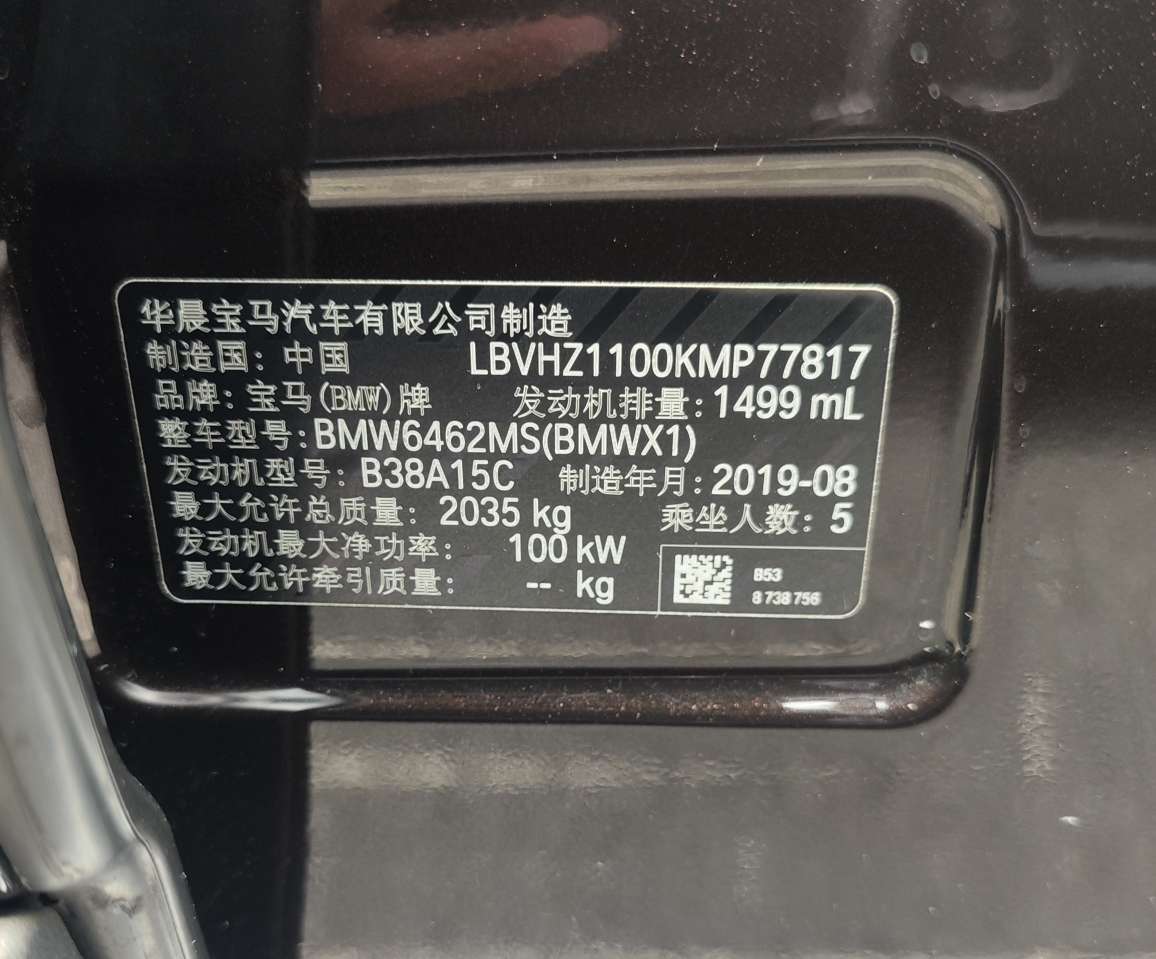 华晨宝马汽车有限公司制造
制造国：中国 LBVHZ1100KMP77817
品牌：宝马(BMW)牌 发动机排量：1499 mL
整车型号：BMW6462MS(BMWX1)
发动机型号：B38A15C 制造年月：2019-08
最大允许总质量：2035 kg 乘坐人数：5
发动机最大净功率：100 kW
最大允许牵引质量：-- kg
B53
8 738 756